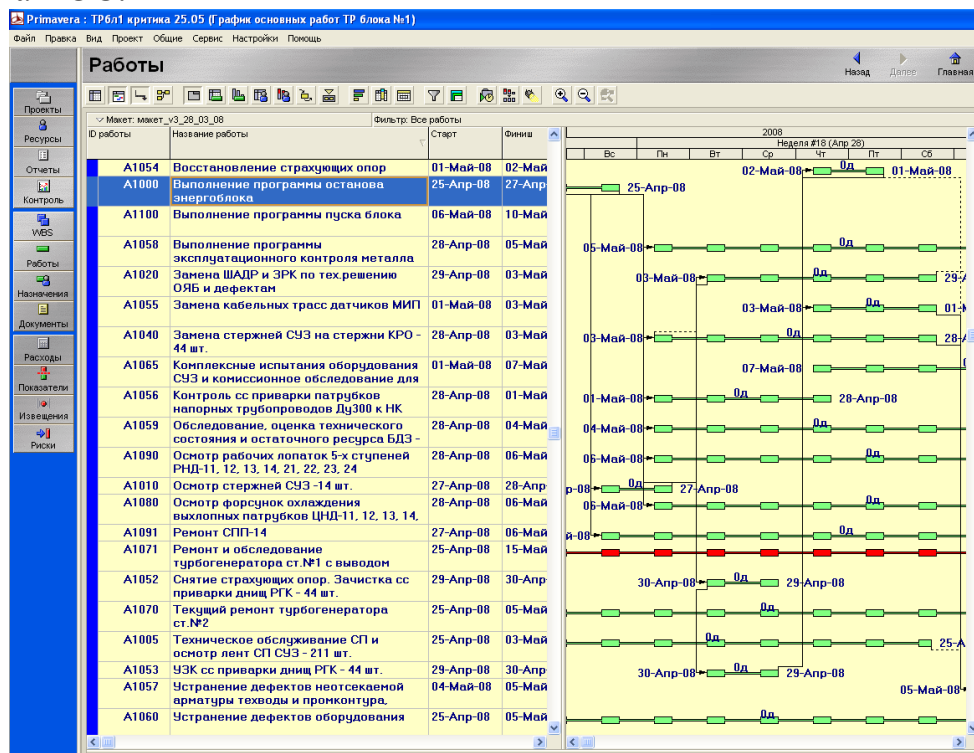 Primavera : ТРбл1 критика 25.05 (График основных работ ТР блока №1)
Файл Правка Вид Проект Общие Сервис Настройки Помощь
Работы
Назад Далее Главная
Проекты
Ресурсы
Отчеты
Контроль
WBS
Работы
Назначения
Документы
Расходы
Показатели
Извещения
Риски
Макет: макет_v3_28_03_08 Фильтр: Все работы
ID работы Название работы Старт Финиш
2008
Неделя #18 (Апр 28)
Вс Пн Вт Ср Чт Пт Сб
A1054 Восстановление страхующих опор 01-Май-08 02-Май 02-Май-08 0д 01-Май-08
A1000 Выполнение программы останова 25-Апр-08 27-Апр 25-Апр-08
энергоблока
A1100 Выполнение программы пуска блока 06-Май-08 10-Май
A1058 Выполнение программы 28-Апр-08 05-Май 05-Май-08 0д
эксплуатационного контроля металла
A1020 Замена ШАДР и ЗРК по тех.решению 29-Апр-08 03-Май 03-Май-08 0д 29-А
ОЯБ и дефектам
A1055 Замена кабельных трасс датчиков МИП 01-Май-08 03-Май 03-Май-08 0д 01-М
A1040 Замена стержней СУЗ на стержни КРО - 28-Апр-08 03-Май 03-Май-08 0д 28-А
44 шт.
A1065 Комплексные испытания оборудования 01-Май-08 07-Май 07-Май-08
СУЗ и комиссионное обследование для
A1056 Контроль сс приварки патрубков 28-Апр-08 01-Май 01-Май-08 0д 28-Апр-08
напорных трубопроводов Ду300 к НК
A1059 Обследование, оценка технического 28-Апр-08 04-Май 04-Май-08 0д
состояния и остаточного ресурса БДЗ -
A1090 Осмотр рабочих лопаток 5-х ступеней 28-Апр-08 06-Май 06-Май-08 0д
РНД-11, 12, 13, 14, 21, 22, 23, 24
A1010 Осмотр стержней СУЗ -14 шт. 27-Апр-08 28-Апр р-08 0д 27-Апр-08
A1080 Осмотр форсунок охлаждения 28-Апр-08 06-Май 06-Май-08 0д
выхлопных патрубков ЦНД-11, 12, 13, 14,
A1091 Ремонт СПП-14 27-Апр-08 06-Май й-08 0д
A1071 Ремонт и обследование 25-Апр-08 15-Май
турбогенератора ст.№1 с выводом
A1052 Снятие страхующих опор. Зачистка сс 29-Апр-08 30-Апр 30-Апр-08 0д 29-Апр-08
приварки днищ РГК - 44 шт.
A1070 Текущий ремонт турбогенератора 25-Апр-08 05-Май 0д
ст.№2
A1005 Техническое обслуживание СП и 25-Апр-08 03-Май 0д 25-А
осмотр лент СП СУЗ - 211 шт.
A1053 УЗК сс приварки днищ РГК - 44 шт. 29-Апр-08 30-Апр 30-Апр-08 0д 29-Апр-08
A1057 Устранение дефектов неотсекаемой 04-Май-08 05-Май 05-Май-08
арматуры техводы и промконтура,
A1060 Устранение дефектов оборудования 25-Апр-08 05-Май 0д